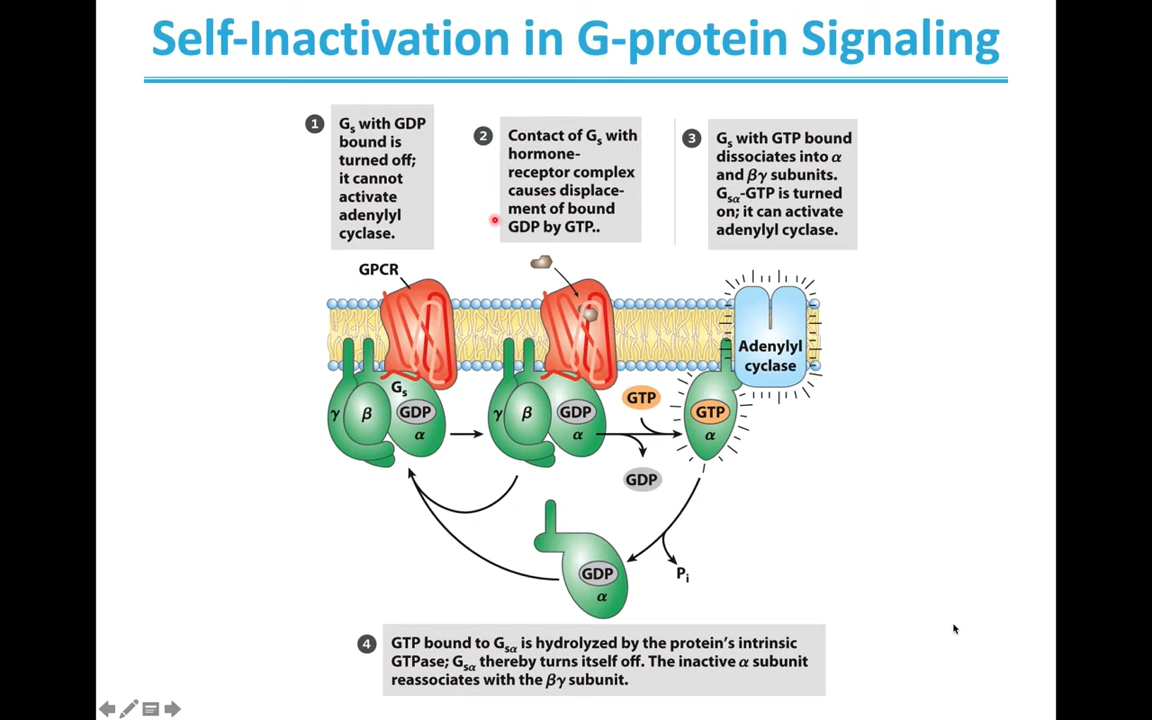 Self-Inactivation in G-protein Signaling
1
Gs with GDP
bound is
turned off;
it cannot
activate
adenylyl
cyclase.
2
Contact of Gs with
hormone-
receptor complex
causes displace-
ment of bound
GDP by GTP..
3
Gs with GTP bound
dissociates into α
and βγ subunits.
Gsα-GTP is turned
on; it can activate
adenylyl cyclase.
GPCR
Adenylyl
cyclase
Gs
γ
β
GDP
α
γ
β
GDP
α
GTP
GDP
GTP
α
GDP
α
Pi
4
GTP bound to Gsα is hydrolyzed by the protein's intrinsic
GTPase; Gsα thereby turns itself off. The inactive α subunit
reassociates with the βγ subunit.